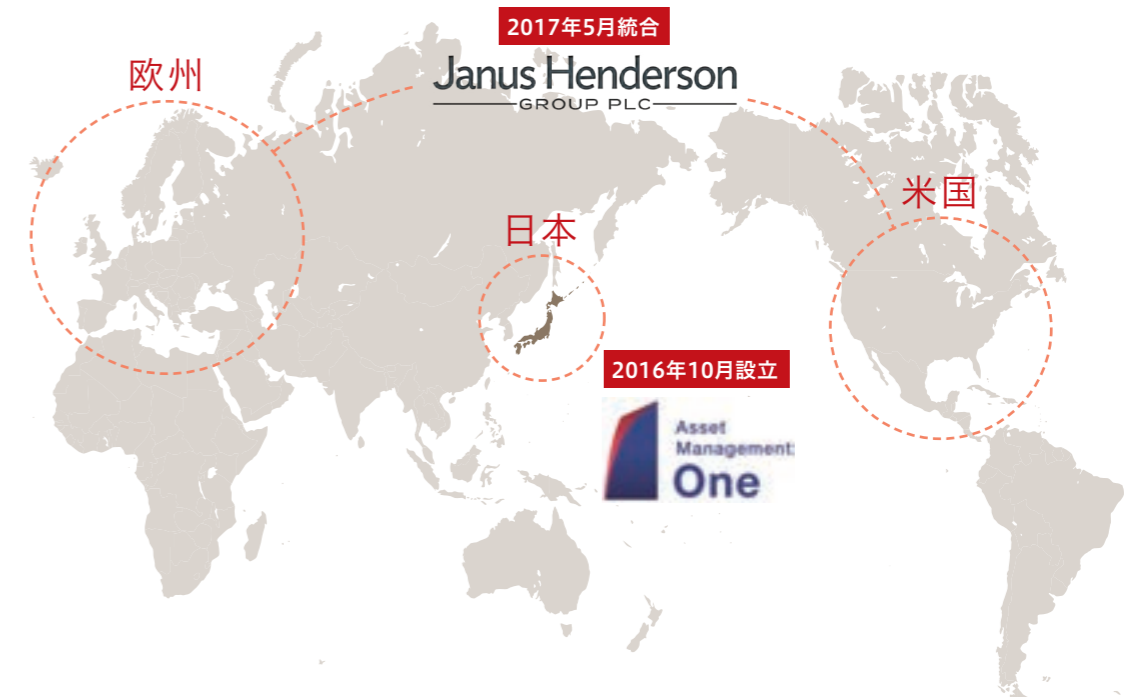 2017年5月統合
Janus Henderson
GROUP PLC
欧州
米国
日本
2016年10月設立
Asset
Management
One